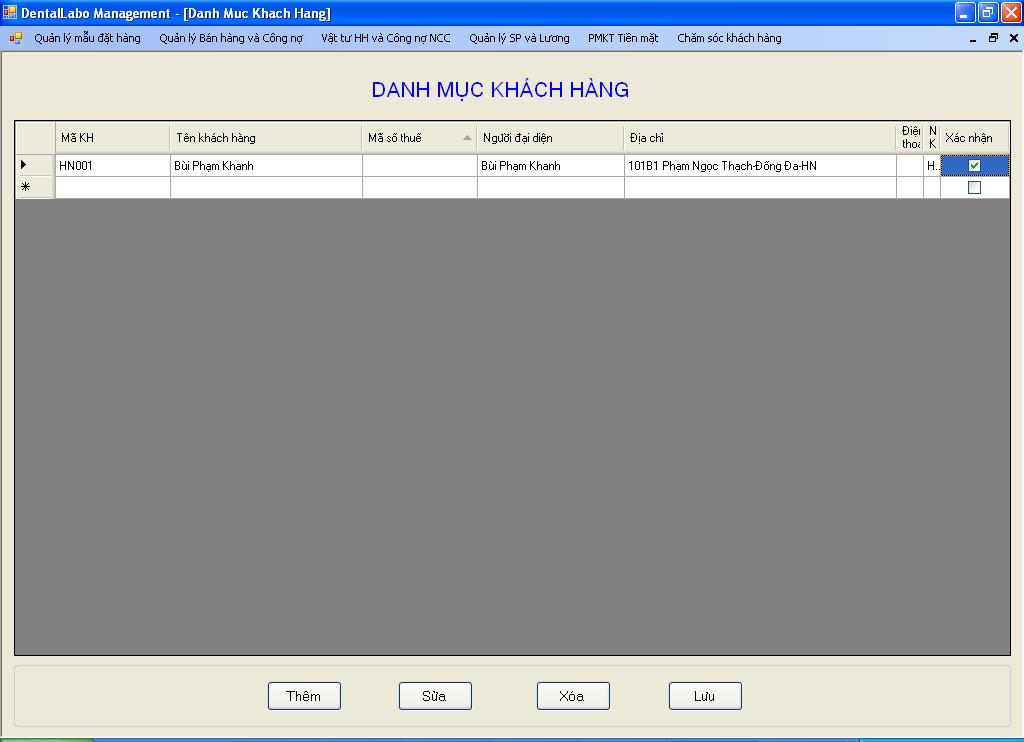 DentalLabo Management - [Danh Muc Khach Hang]
Quản lý mẫu đặt hàng Quản lý Bán hàng và Công nợ Vật tư HH và Công nợ NCC Quản lý SP và Lương PMKT Tiền mặt Chăm sóc khách hàng
DANH MỤC KHÁCH HÀNG
Mã KH Tên khách hàng Mã số thuế Người đại diện Địa chỉ Điện thoạ N K Xác nhận
HN001 Bùi Phạm Khanh Bùi Phạm Khanh 101B1 Phạm Ngọc Thạch-Đống Đa-HN H..
Thêm Sửa Xóa Lưu